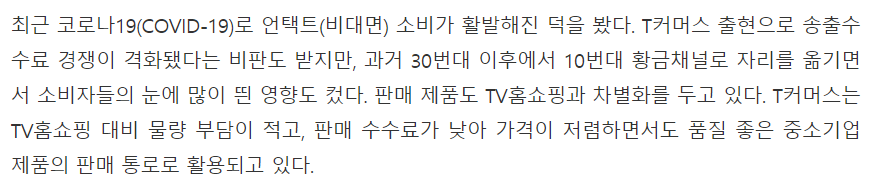 최근 코로나19(COVID-19)로 언택트(비대면) 소비가 활발해진 덕을 봤다. T커머스 출현으로 송출수
수료 경쟁이 격화됐다는 비판도 받지만, 과거 30번대 이후에서 10번대 황금채널로 자리를 옮기면
서 소비자들의 눈에 많이 띈 영향도 컸다. 판매 제품도 TV홈쇼핑과 차별화를 두고 있다. T커머스는
TV홈쇼핑 대비 물량 부담이 적고, 판매 수수료가 낮아 가격이 저렴하면서도 품질 좋은 중소기업
제품의 판매 통로로 활용되고 있다.